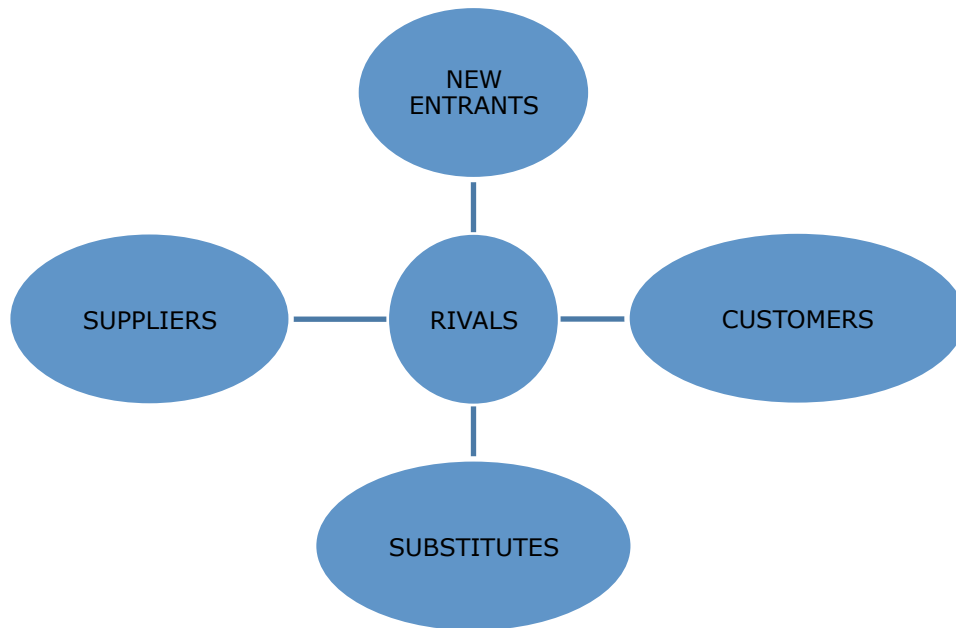 NEW
ENTRANTS
SUPPLIERS
RIVALS
CUSTOMERS
SUBSTITUTES